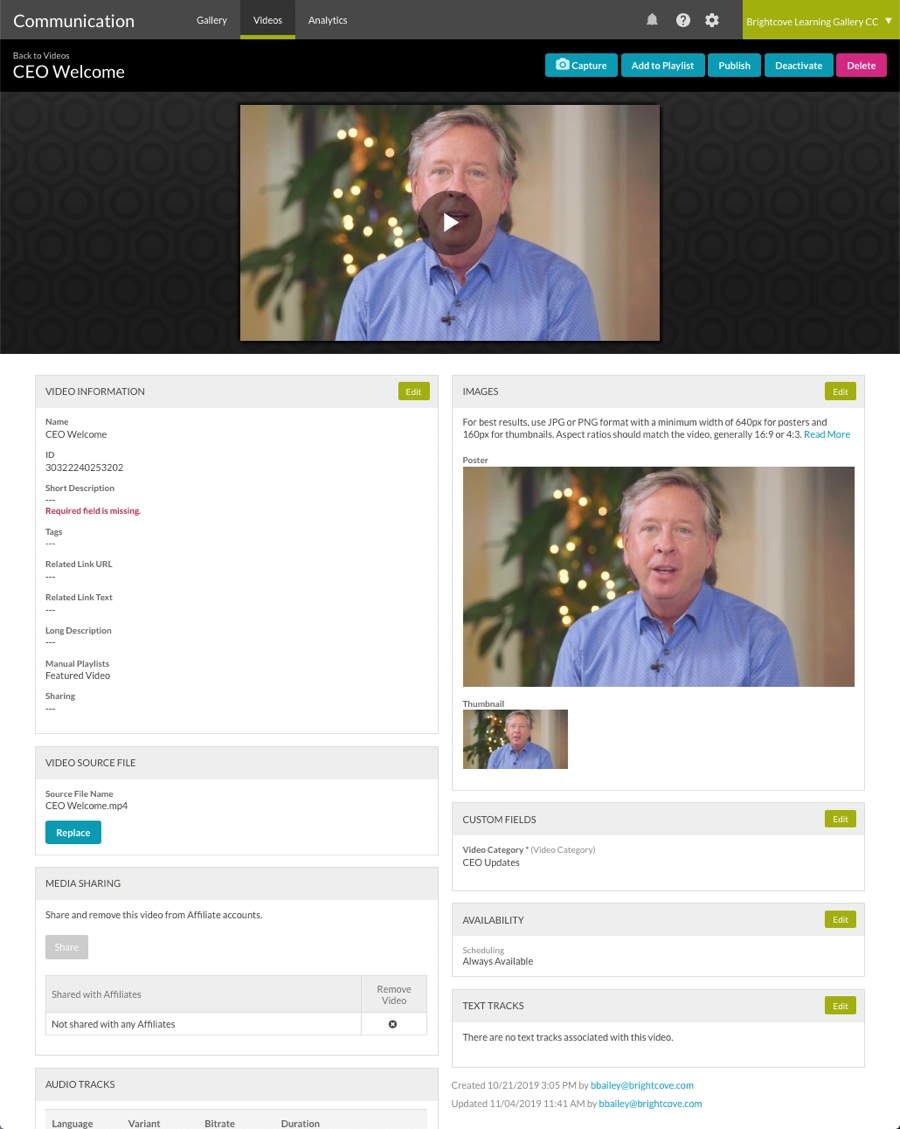 Communication
Gallery
Videos
Analytics
Brightcove Learning Gallery CC
Back to Videos
CEO Welcome
Capture
Add to Playlist
Publish
Deactivate
Delete
VIDEO INFORMATION
Edit
Name
CEO Welcome
ID
30322240253202
Short Description
---
Required field is missing.
Tags
---
Related Link URL
---
Related Link Text
---
Long Description
---
Manual Playlists
Featured Video
Sharing
---
VIDEO SOURCE FILE
Source File Name
CEO Welcome.mp4
Replace
MEDIA SHARING
Share and remove this video from Affiliate accounts.
Share
Shared with Affiliates
Remove
Video
Not shared with any Affiliates
AUDIO TRACKS
Language Variant Bitrate Duration
IMAGES
Edit
For best results, use JPG or PNG format with a minimum width of 640px for posters and
160px for thumbnails. Aspect ratios should match the video, generally 16:9 or 4:3. Read More
Poster
Thumbnail
CUSTOM FIELDS
Edit
Video Category * (Video Category)
CEO Updates
AVAILABILITY
Edit
Scheduling
Always Available
TEXT TRACKS
Edit
There are no text tracks associated with this video.
Created 10/21/2019 3:05 PM by bbailey@brightcove.com
Updated 11/04/2019 11:41 AM by bbailey@brightcove.com